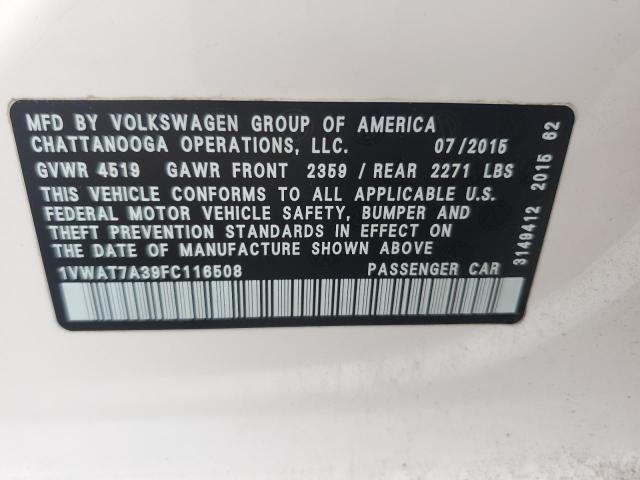 MFD BY VOLKSWAGEN GROUP OF AMERICA
CHATTANOOGA OPERATIONS, LLC. 07/2015
GVWR 4519 GAWR FRONT 2359 / REAR 2271 LBS
THIS VEHICLE CONFORMS TO ALL APPLICABLE U.S.
FEDERAL MOTOR VEHICLE SAFETY, BUMPER AND
THEFT PREVENTION STANDARDS IN EFFECT ON
THE DATE OF MANUFACTURE SHOWN ABOVE
1VWAT7A39FC116508 PASSENGER CAR
3149412 2015 62